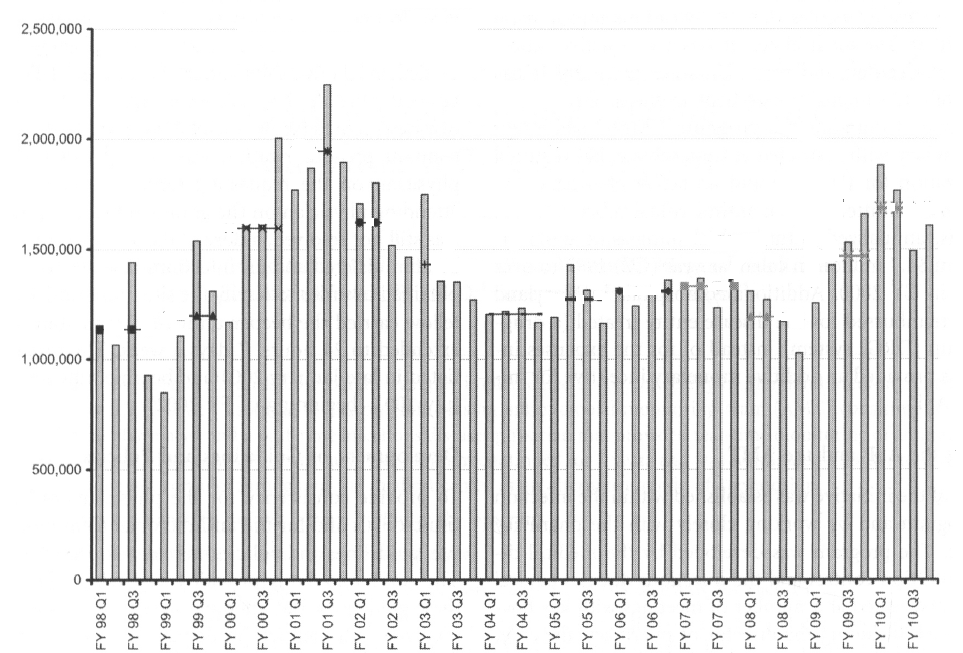 2,500,000
2,000,000
1,500,000
1,000,000
500,000
0
FY 98 Q1
FY 98 Q3
FY 99 Q1
FY 99 Q3
FY 00 Q1
FY 00 Q3
FY 01 Q1
FY 01 Q3
FY 02 Q1
FY 02 Q3
FY 03 Q1
FY 03 Q3
FY 04 Q1
FY 04 Q3
FY 05 Q1
FY 05 Q3
FY 06 Q1
FY 06 Q3
FY 07 Q1
FY 07 Q3
FY 08 Q1
FY 08 Q3
FY 09 Q1
FY 09 Q3
FY 10 Q1
FY 10 Q3